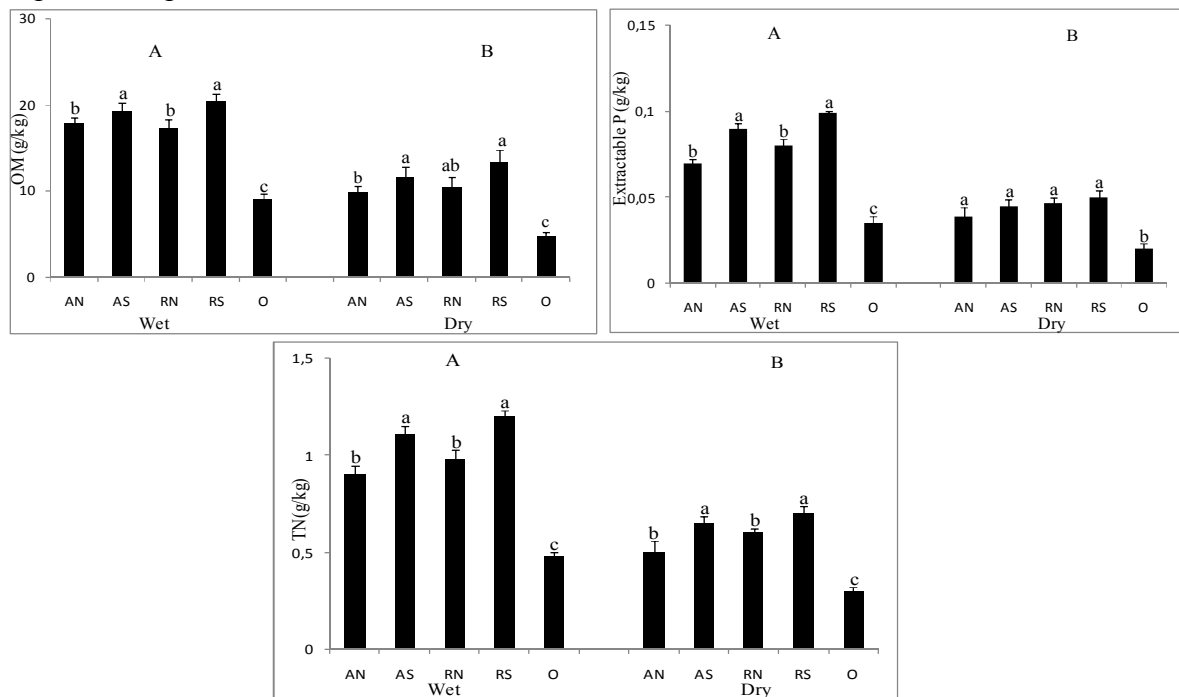 30
20
10
0
OM (g/kg)
A
B
b
a
b
a
c
b
a
ab
a
c
AN AS RN RS O AN AS RN RS O
Wet Dry
0,15
0,1
0,05
0
Extractable P (g/kg)
A B
b
a
b
a
c
a
a
a
a
b
AN AS RN RS O AN AS RN RS O
Wet Dry
1,5
1
0,5
0
TN(g/kg)
A B
b
a
b
a
c
b
a
b
a
c
AN AS RN RS O AN AS RN RS O
Wet Dry